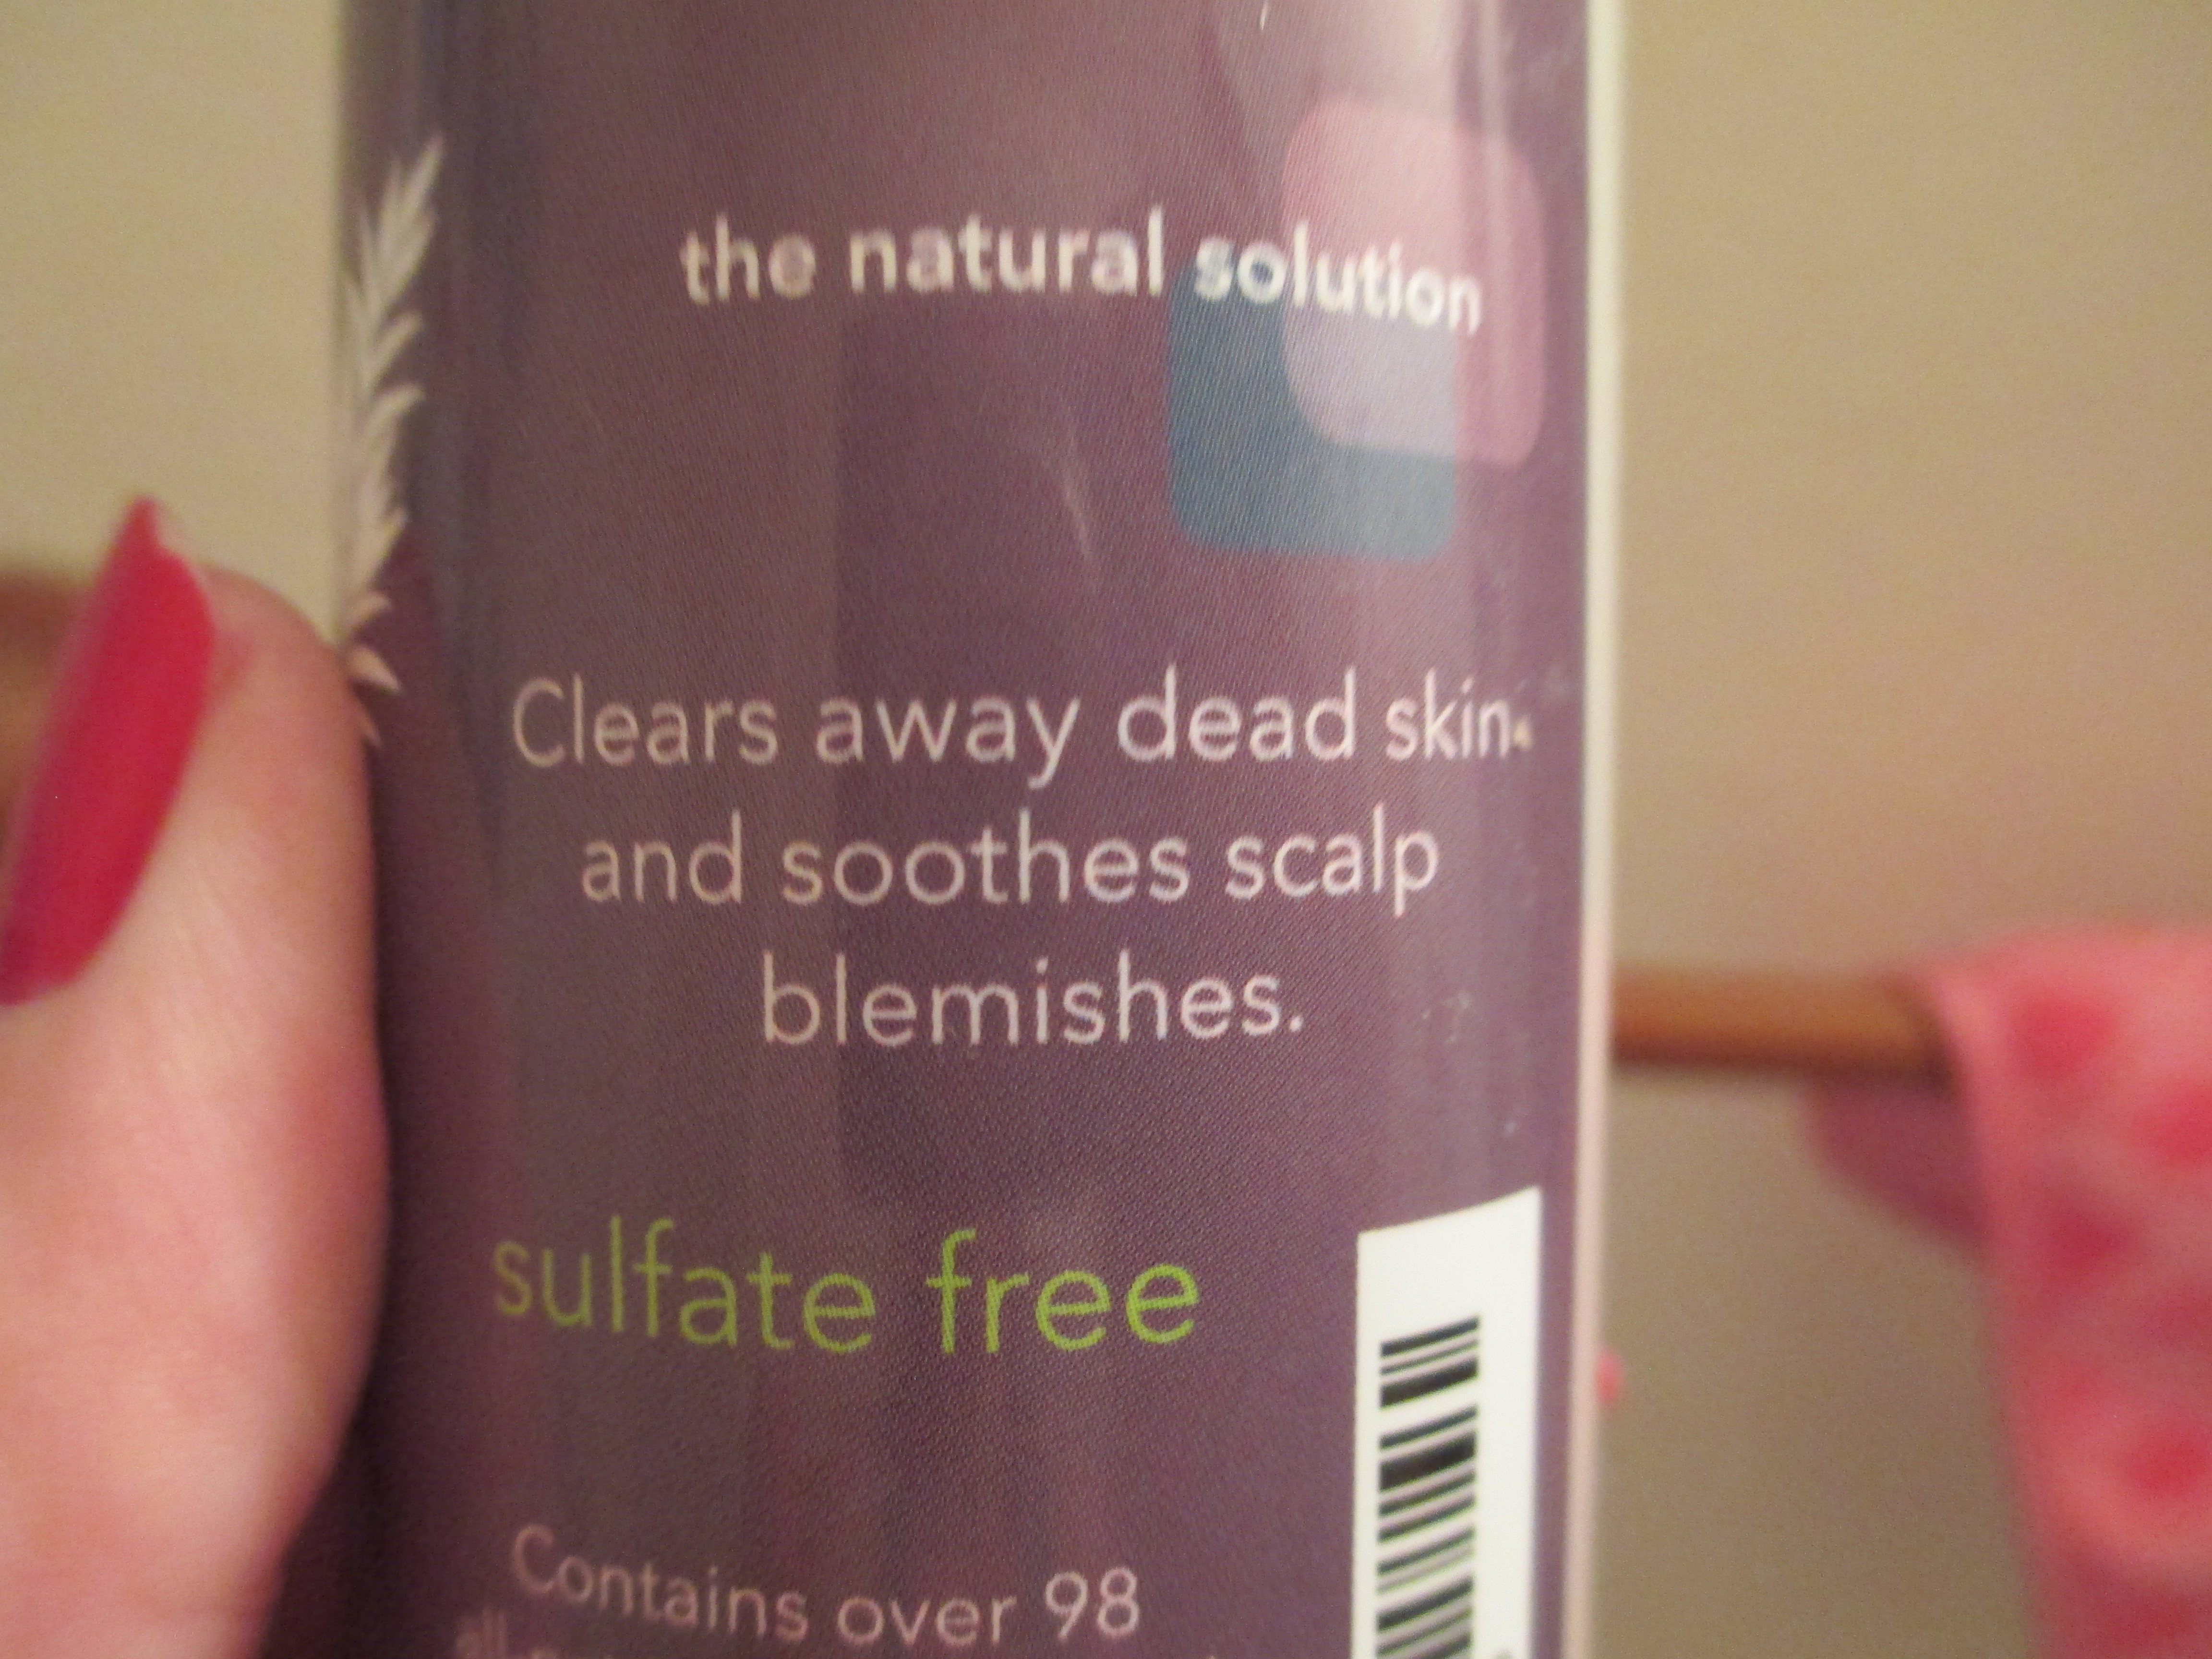 the natural solution
Clears away dead skin
and soothes scalp
blemishes.
sulfate free
Contains over 98